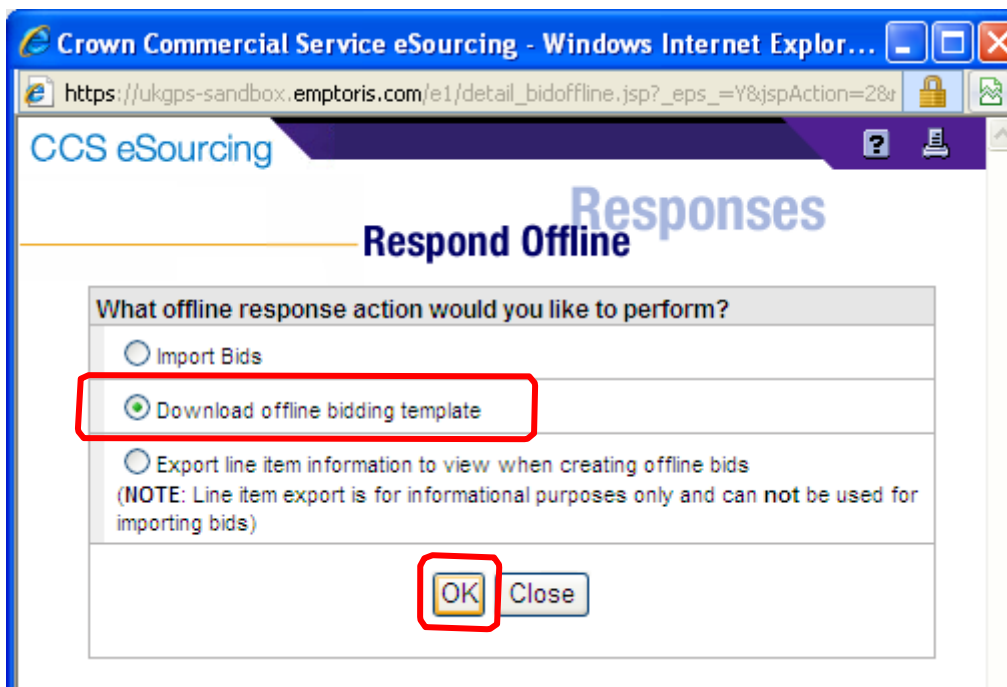 Crown Commercial Service eSourcing - Windows Internet Explor...
https://ukgps-sandbox.emptoris.com/e1/detail_bidoffline.jsp?_eps_=Y&jspAction=2&r
CCS eSourcing
Responses
Respond Offline
What offline response action would you like to perform?
Import Bids
Download offline bidding template
Export line item information to view when creating offline bids
(NOTE: Line item export is for informational purposes only and can not be used for
importing bids)
OK Close